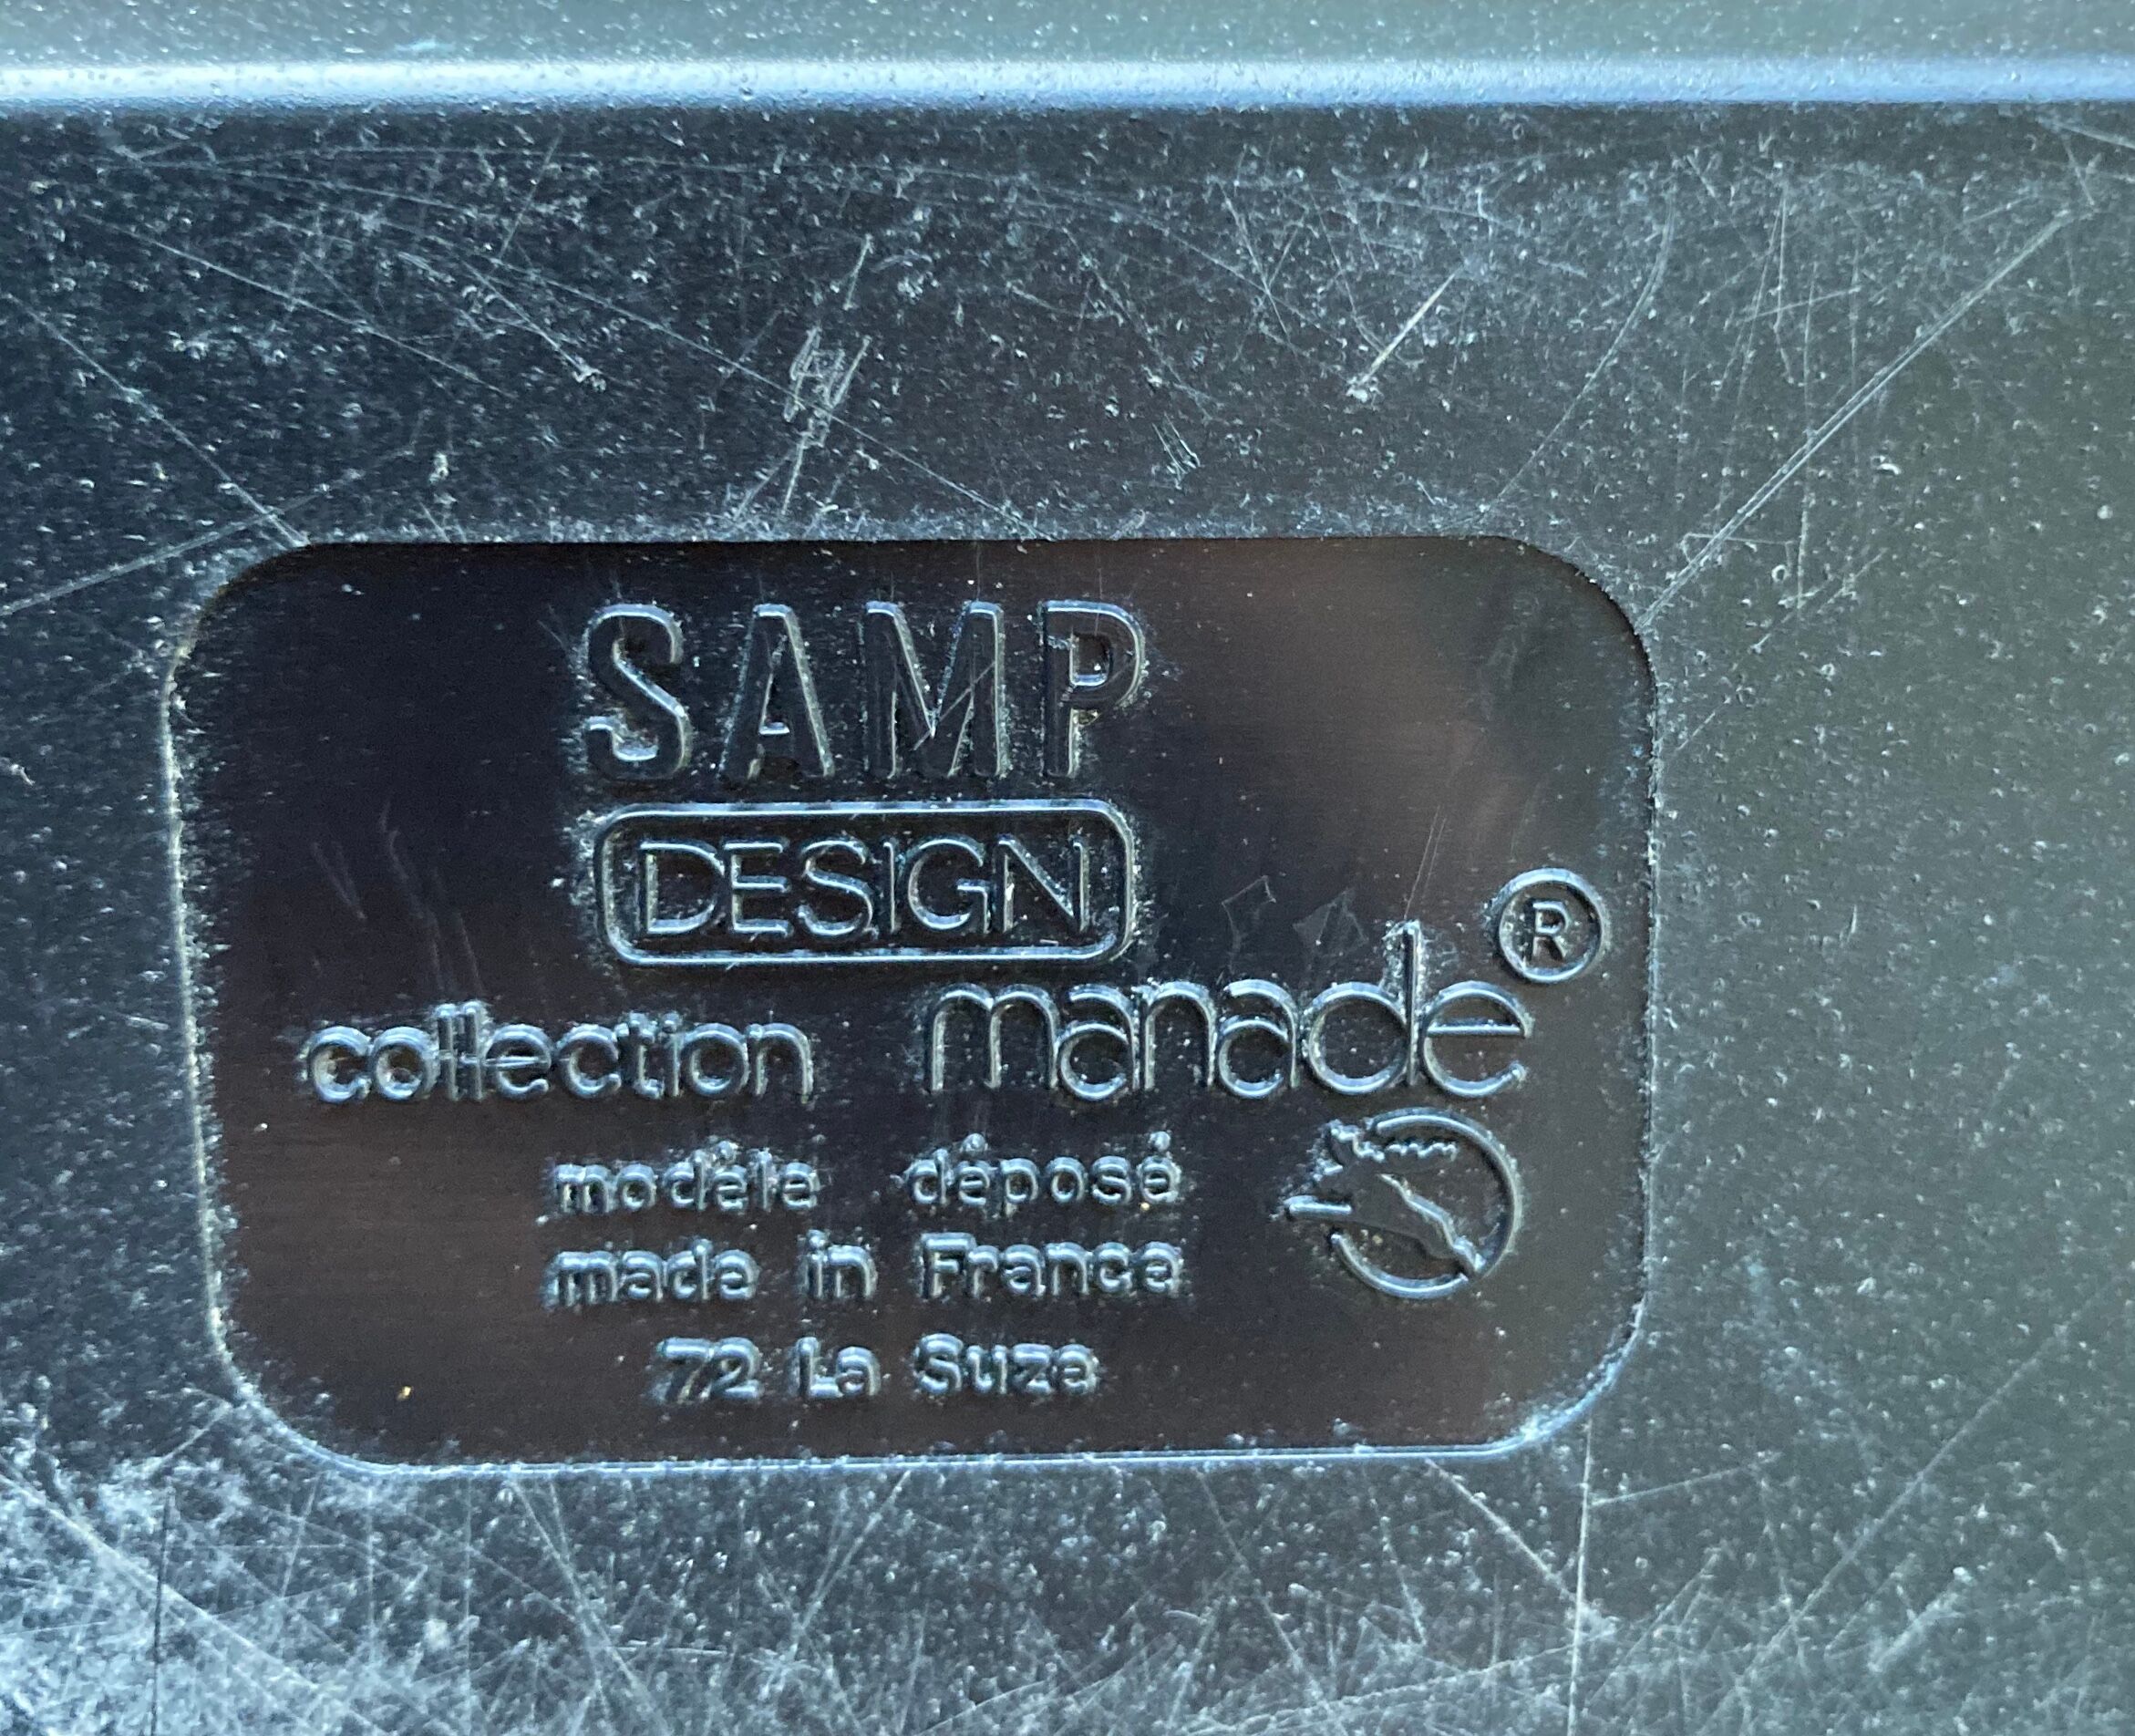 SAMP
DESIGN
collection manade ®
modèle déposé
made in France
72 La Suze